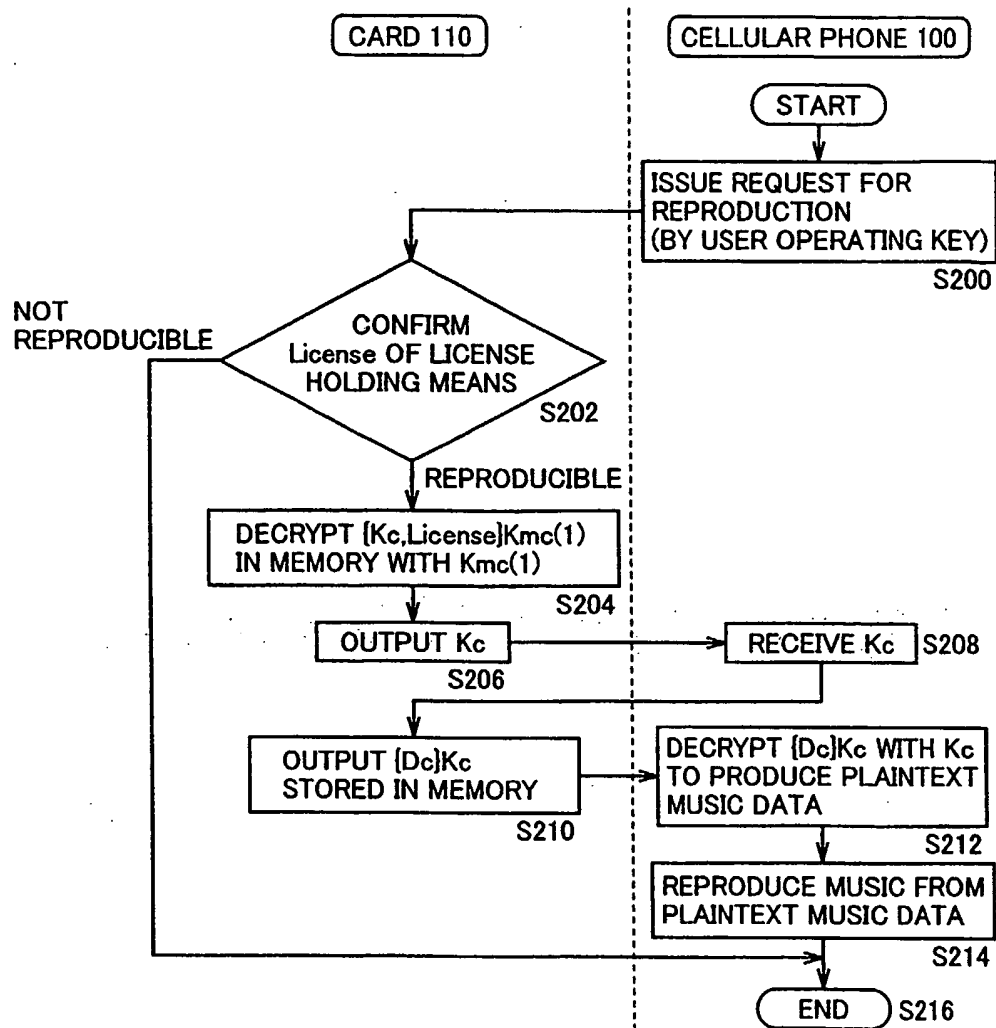 CARD 110
CELLULAR PHONE 100
START
ISSUE REQUEST FOR
REPRODUCTION
(BY USER OPERATING KEY)
S200
NOT
REPRODUCIBLE
CONFIRM
License OF LICENSE
HOLDING MEANS
S202
REPRODUCIBLE
DECRYPT {Kc,License}Kmc(1)
IN MEMORY WITH Kmc(1)
S204
OUTPUT Kc
S206
RECEIVE Kc
S208
OUTPUT {Dc}Kc
STORED IN MEMORY
S210
DECRYPT {Dc}Kc WITH Kc
TO PRODUCE PLAINTEXT
MUSIC DATA
S212
REPRODUCE MUSIC FROM
PLAINTEXT MUSIC DATA
S214
END
S216